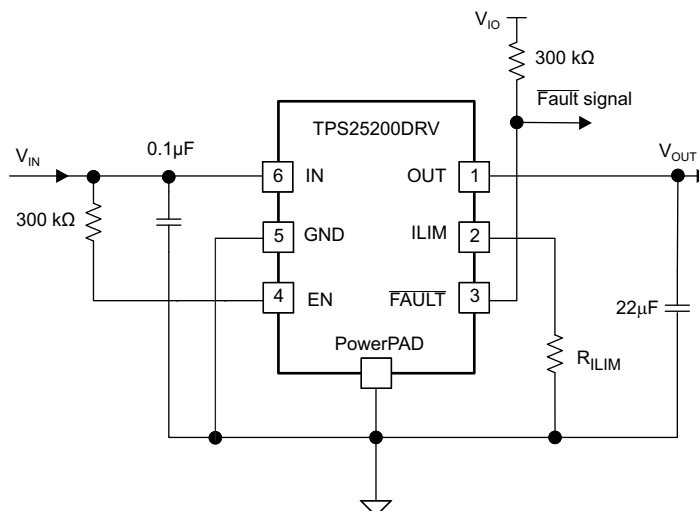 V_IO
300 kΩ
Fault signal
TPS25200DRV
V_IN
0.1µF
6 IN
OUT 1
V_OUT
300 kΩ
5 GND
ILIM 2
4 EN
FAULT 3
22µF
PowerPAD
R_ILIM